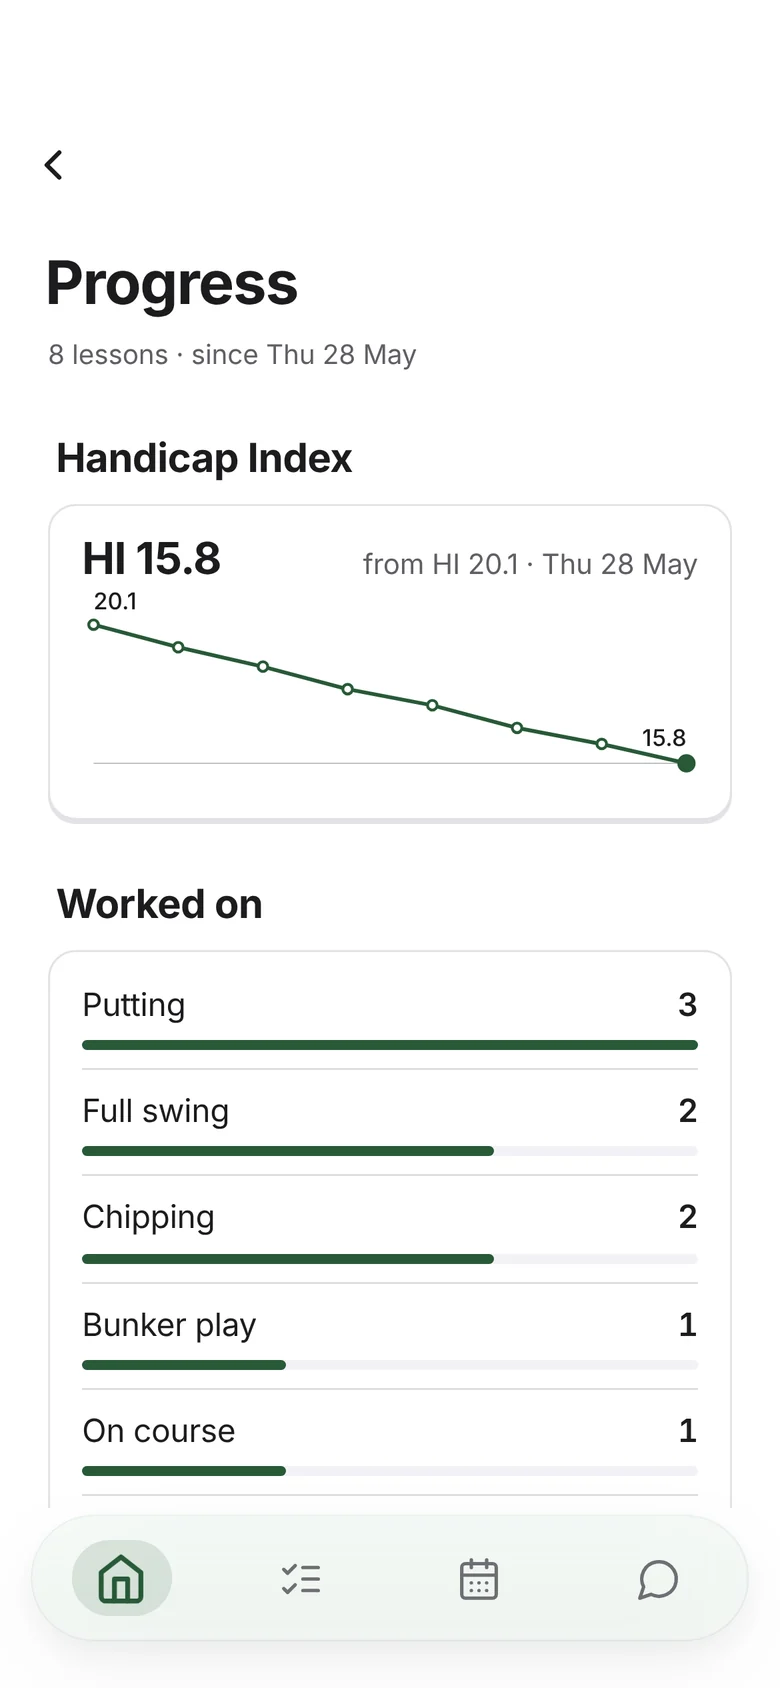 Progress
8 lessons · since Thu 28 May
Handicap Index
HI 15.8
from HI 20.1 · Thu 28 May
20.1
15.8
Worked on
Putting 3
Full swing 2
Chipping 2
Bunker play 1
On course 1